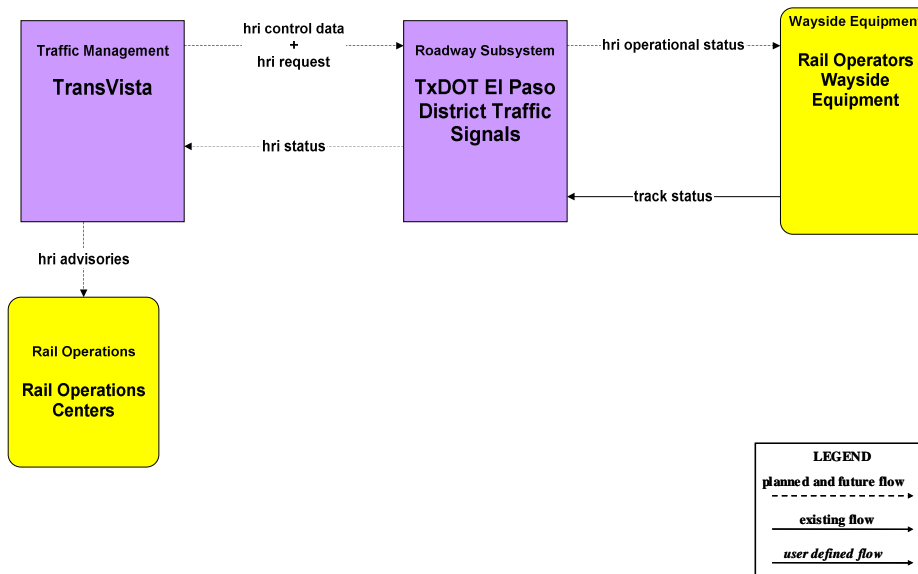 Traffic Management
TransVista
hri control data
+
hri request
Roadway Subsystem
TxDOT El Paso
District Traffic
Signals
hri operational status
Wayside Equipment
Rail Operators
Wayside
Equipment
hri status
track status
hri advisories
Rail Operations
Rail Operations
Centers
LEGEND
planned and future flow
existing flow
user defined flow